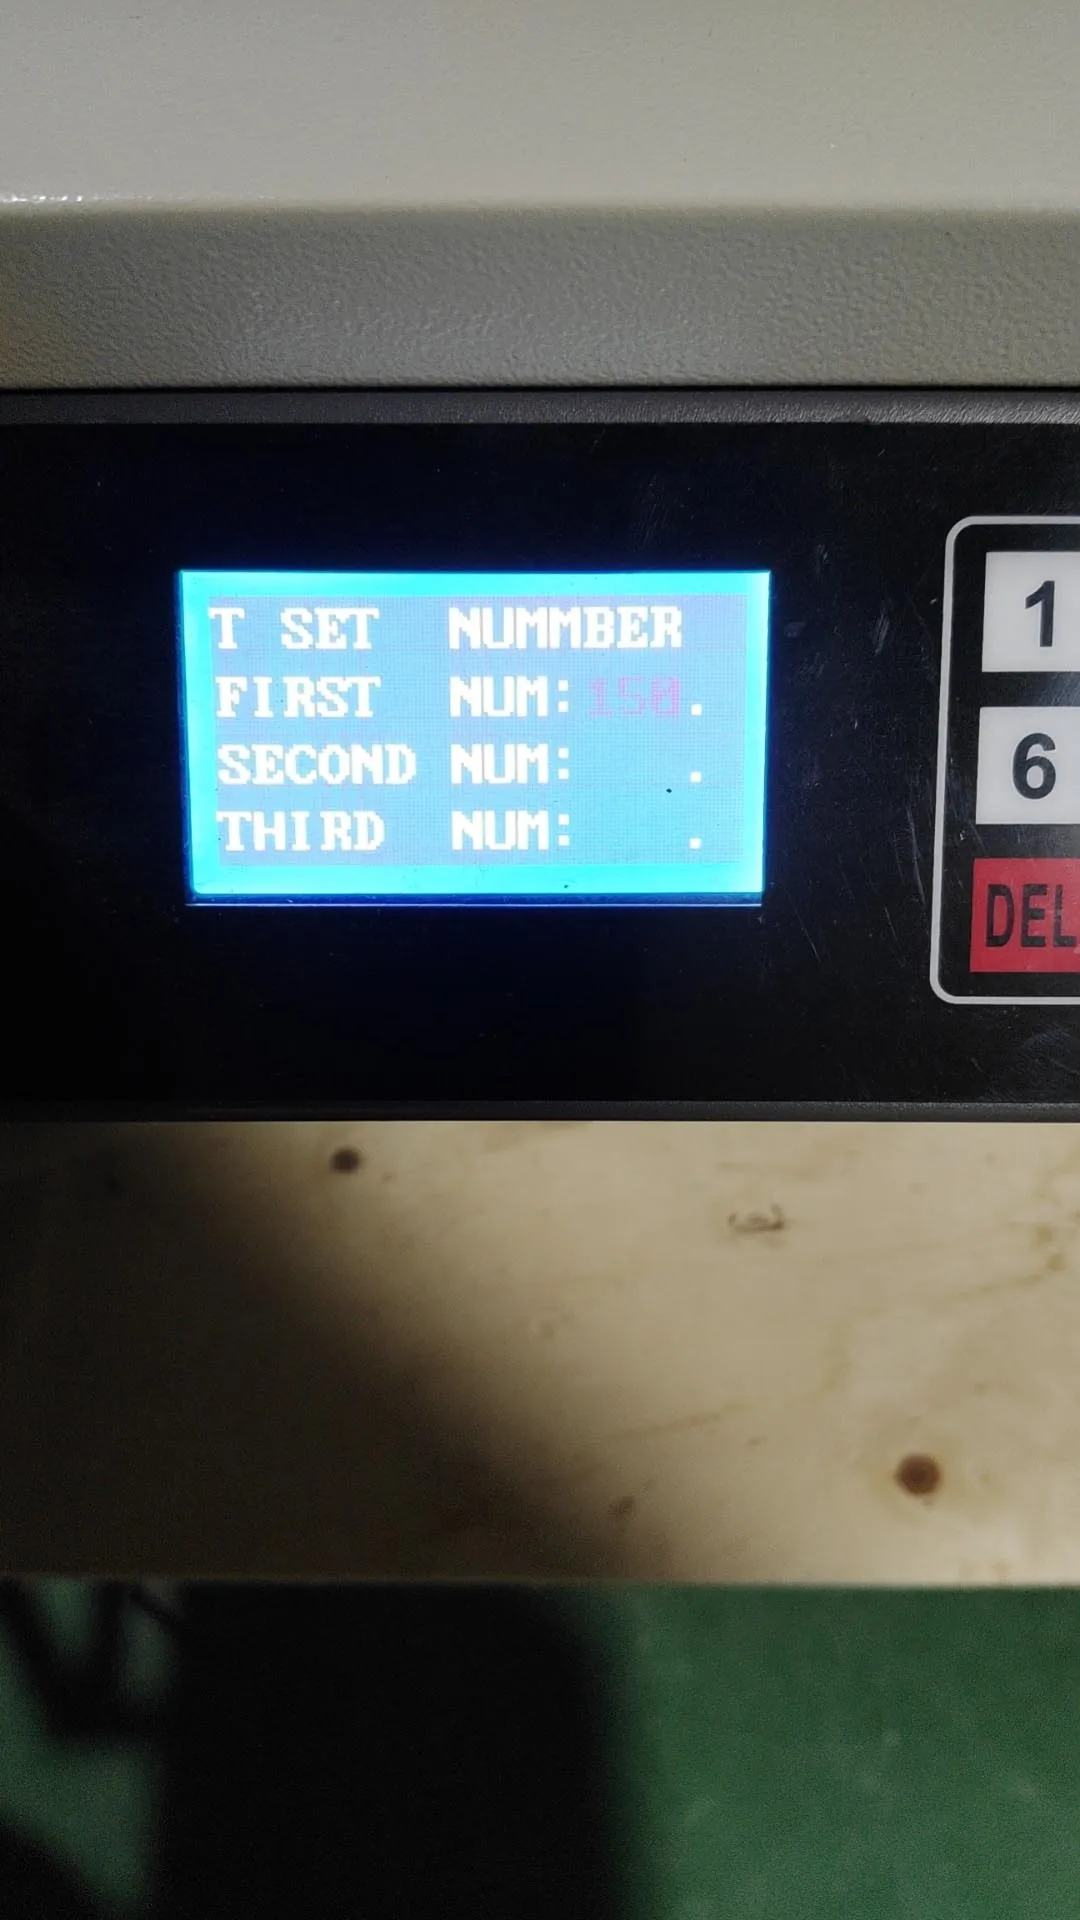 T SET NUMMBER
FIRST NUM: 150.
SECOND NUM: .
THIRD NUM: .
1
6
DEL